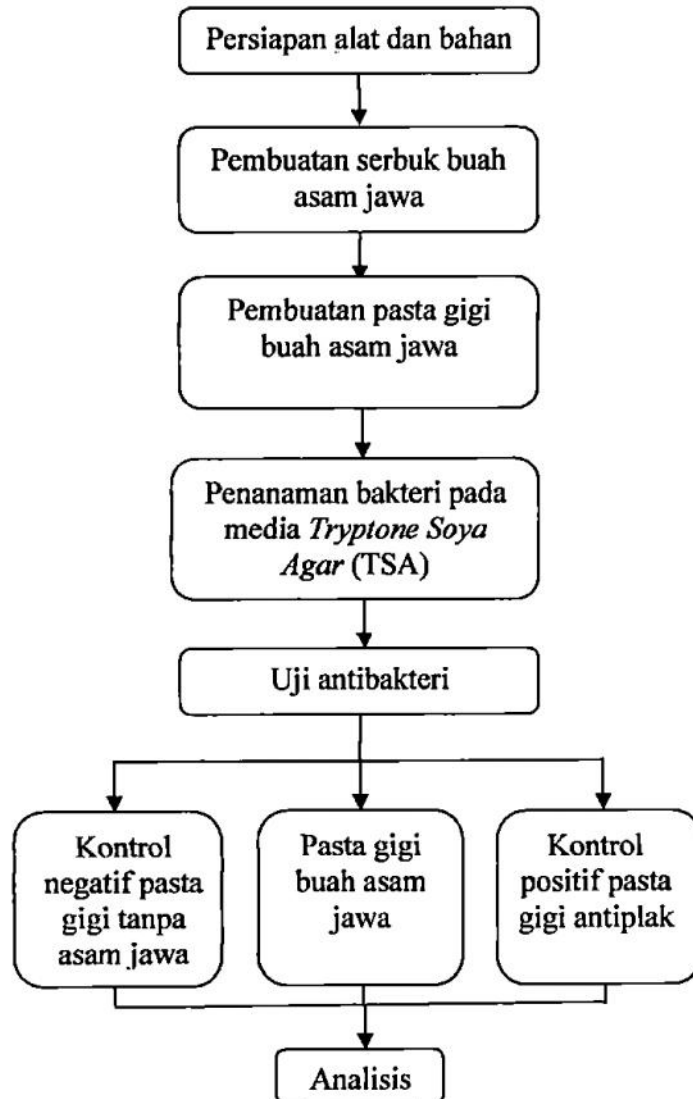 Persiapan alat dan bahan
Pembuatan serbuk buah
asam jawa
Pembuatan pasta gigi
buah asam jawa
Penanaman bakteri pada
media Tryptone Soya
Agar (TSA)
Uji antibakteri
Kontrol
negatif pasta
gigi tanpa
asam jawa
Pasta gigi
buah asam
jawa
Kontrol
positif pasta
gigi antiplak
Analisis